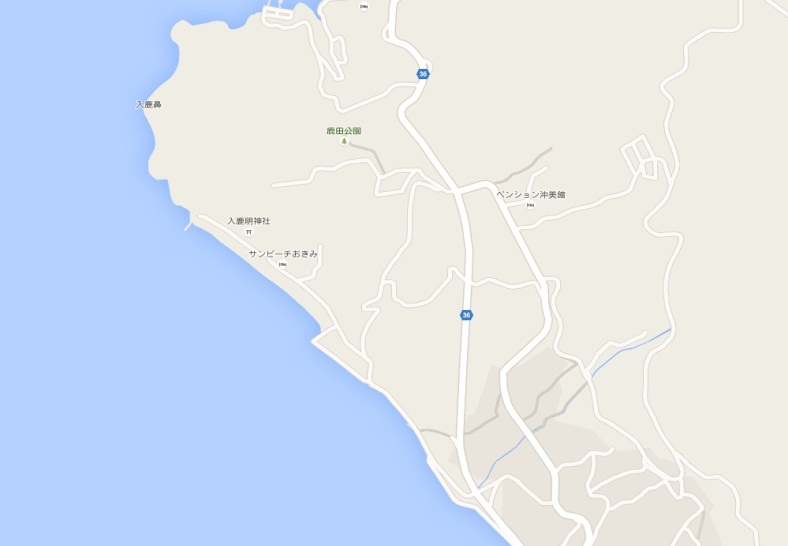 36
入鹿鼻
鹿田公園
ペンション沖美館
入鹿明神社
サンビーチおきみ
36